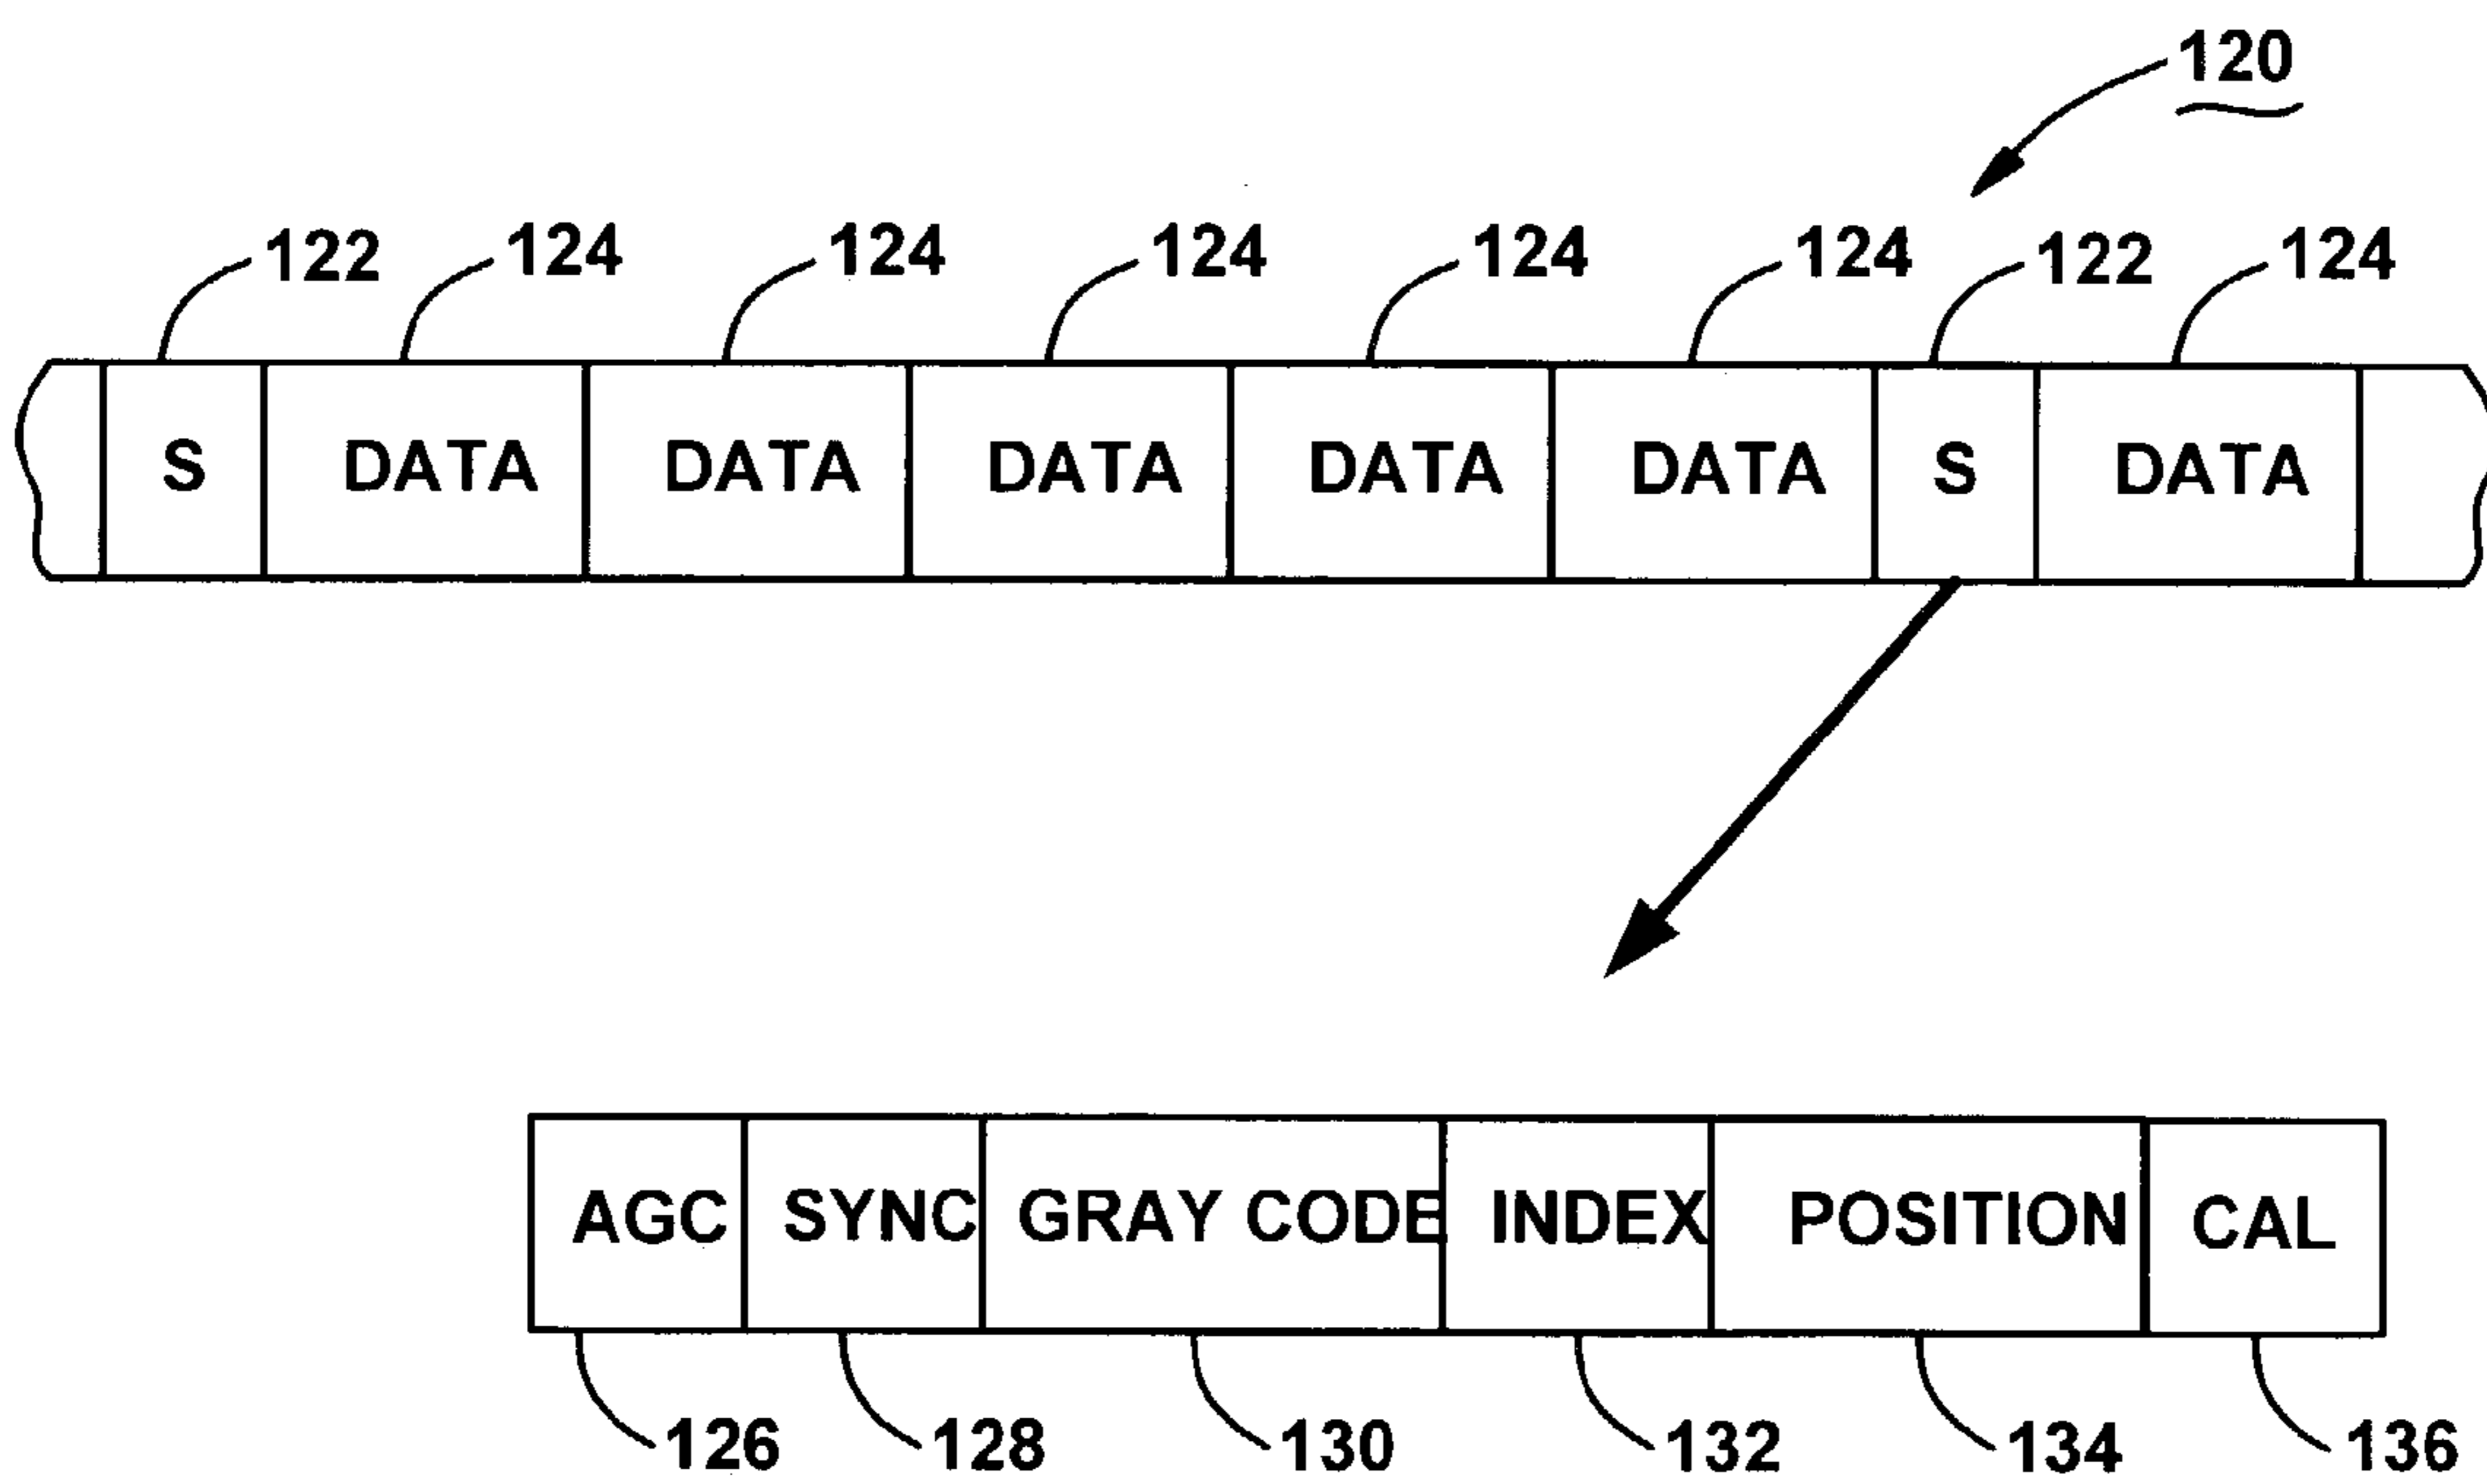 120
122 124 124 124 124 124 122 124
S DATA DATA DATA DATA DATA S DATA
AGC SYNC GRAY CODE INDEX POSITION CAL
126 128 130 132 134 136